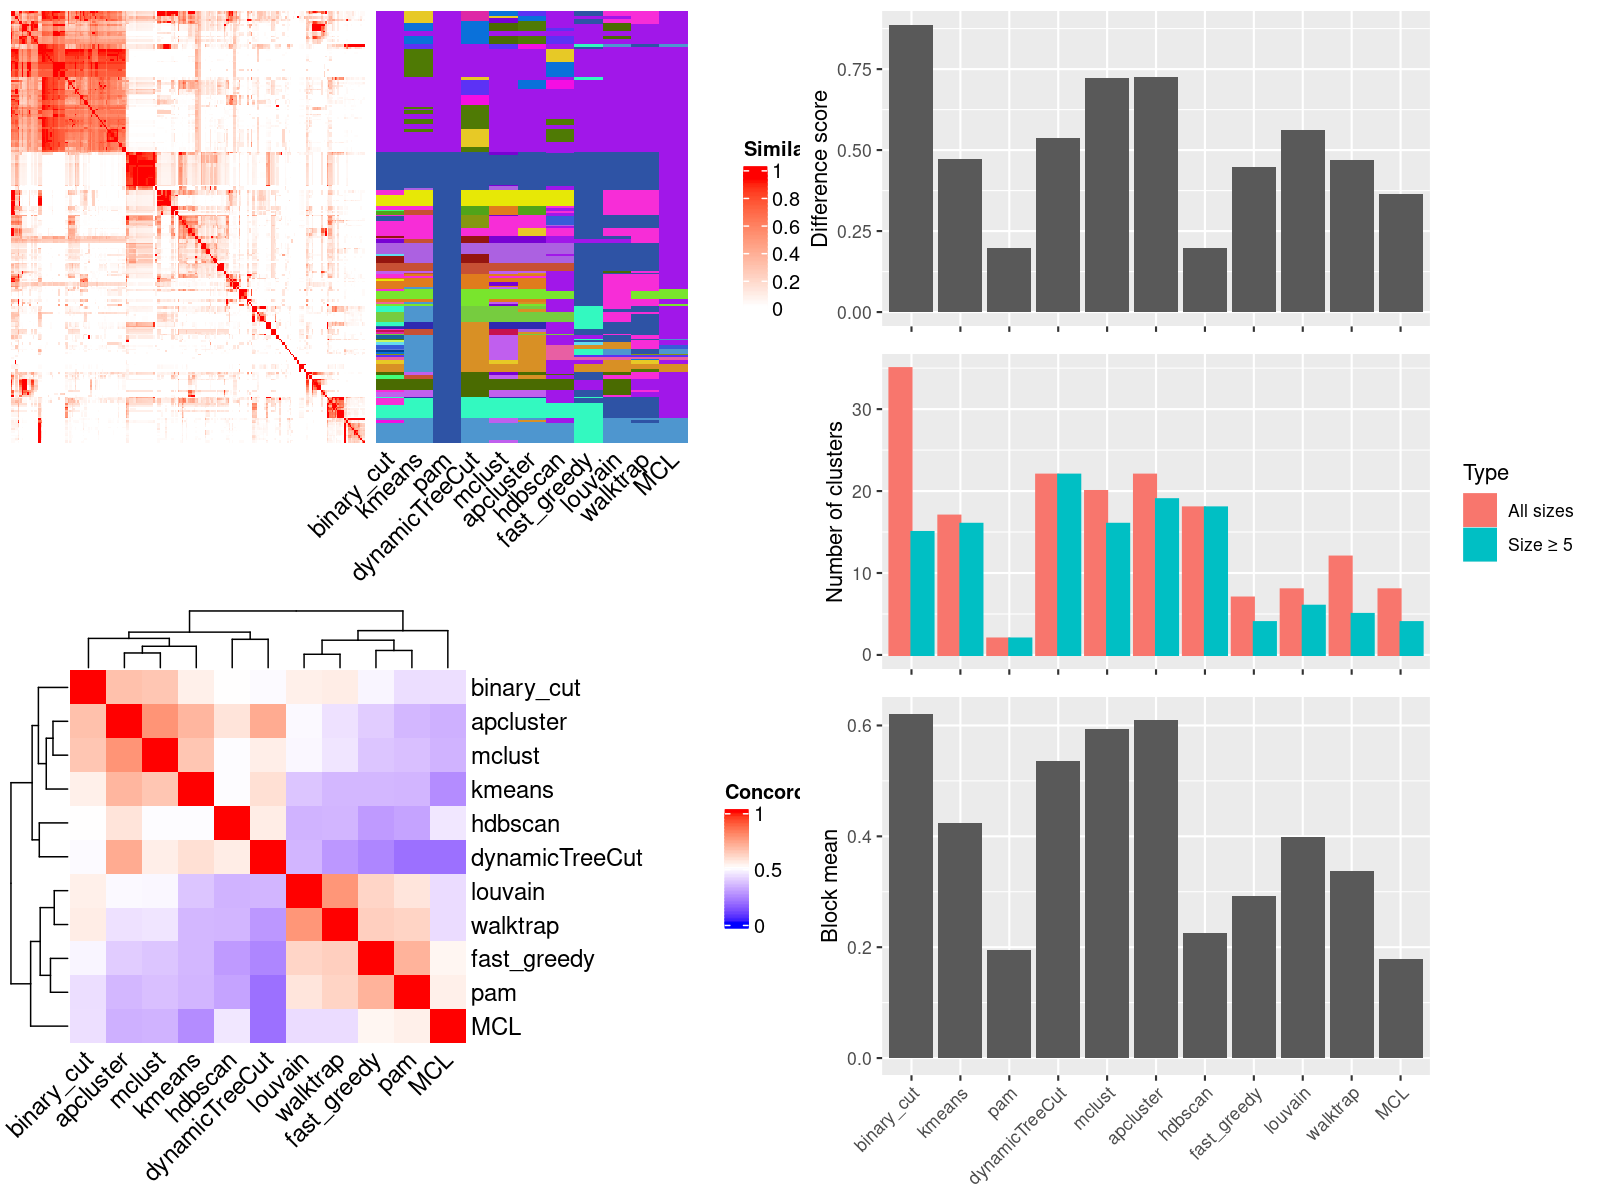 Simila
1
0.8
0.6
0.4
0.2
0
binary_cut
kmeans
pam
dynamicTreeCut
mclust
apcluster
hdbscan
fast_greedy
louvain
walktrap
MCL
binary_cut
apcluster
mclust
kmeans
hdbscan
dynamicTreeCut
louvain
walktrap
fast_greedy
pam
MCL
binary_cut
apcluster
mclust
kmeans
hdbscan
dynamicTreeCut
louvain
walktrap
fast_greedy
pam
MCL
Concord
1
0.5
0
Difference score
0.75
0.50
0.25
0.00
Number of clusters
30
20
10
0
Block mean
0.6
0.4
0.2
0.0
binary_cut
kmeans
pam
dynamicTreeCut
mclust
apcluster
hdbscan
fast_greedy
louvain
walktrap
MCL
Type
All sizes
Size ≥ 5